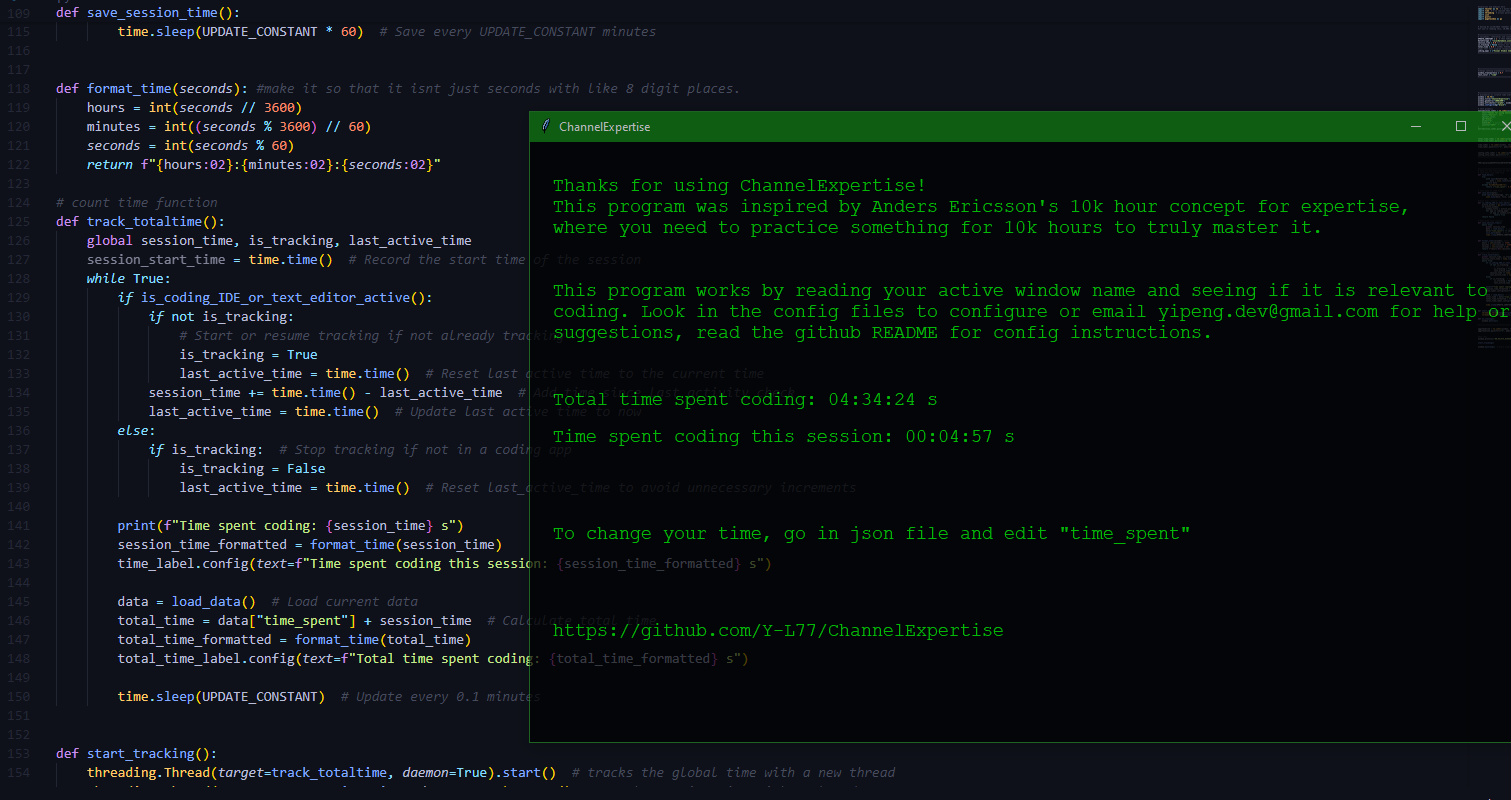 109 def save_session_time():
115 time.sleep(UPDATE_CONSTANT * 60)  # Save every UPDATE_CONSTANT minutes
116
117
118 def format_time(seconds): #make it so that it isnt just seconds with like 8 digit places.
119 hours = int(seconds // 3600)
120 minutes = int((seconds % 3600) // 60)
121 seconds = int(seconds % 60)
122 return f"{hours:02}:{minutes:02}:{seconds:02}"
123
124 # count time function
125 def track_totaltime():
126 global session_time, is_tracking, last_active_time
127 session_start_time = time.time()  # Record the start time of the session
128 while True:
129 if is_coding_IDE_or_text_editor_active():
130 if not is_tracking:
131 # Start or resume tracking if not already tracking
132 is_tracking = True
133 last_active_time = time.time()  # Reset last active time to the current time
134 session_time += time.time() - last_active_time  # Add time since last activity check
135 last_active_time = time.time()  # Update last active time to now
136 else:
137 if is_tracking:  # Stop tracking if not in a coding app
138 is_tracking = False
139 last_active_time = time.time()  # Reset last_active_time to avoid unnecessary increments
140
141 print(f"Time spent coding: {session_time} s")
142 session_time_formatted = format_time(session_time)
143 time_label.config(text=f"Time spent coding this session: {session_time_formatted} s")
144
145 data = load_data()  # Load current data
146 total_time = data["time_spent"] + session_time  # Calculate total time
147 total_time_formatted = format_time(total_time)
148 total_time_label.config(text=f"Total time spent coding: {total_time_formatted} s")
149
150 time.sleep(UPDATE_CONSTANT)  # Update every 0.1 minutes
151
152
153 def start_tracking():
154 threading.Thread(target=track_totaltime, daemon=True).start()  # tracks the global time with a new thread
ChannelExpertise
Thanks for using ChannelExpertise!
This program was inspired by Anders Ericsson's 10k hour concept for expertise,
where you need to practice something for 10k hours to truly master it.
This program works by reading your active window name and seeing if it is relevant to
coding. Look in the config files to configure or email yipeng.dev@gmail.com for help or
suggestions, read the github README for config instructions.
Total time spent coding: 04:34:24 s
Time spent coding this session: 00:04:57 s
To change your time, go in json file and edit "time_spent"
https://github.com/Y-L77/ChannelExpertise